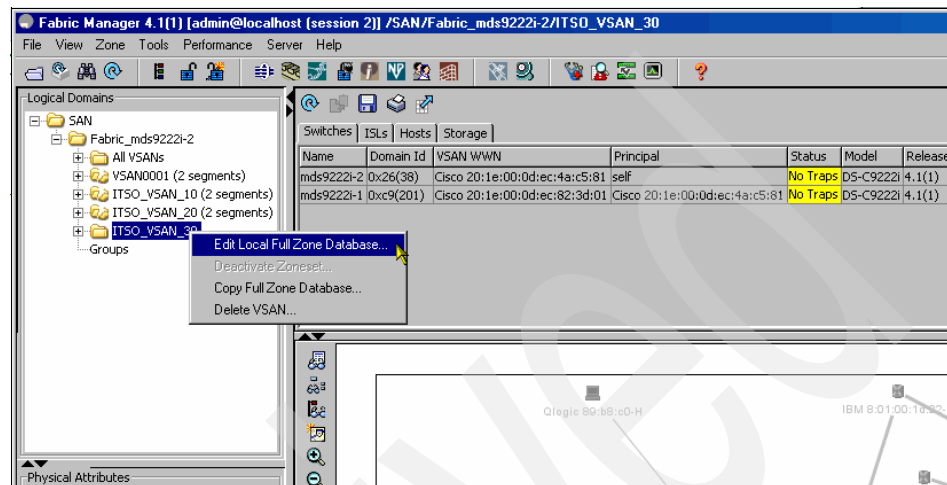 Fabric Manager 4.1(1) [admin@localhost (session 2)] /SAN/Fabric_mds9222i-2/ITSO_VSAN_30
File View Zone Tools Performance Server Help
Logical Domains
SAN
Fabric_mds9222i-2
All VSANs
VSAN0001 (2 segments)
ITSO_VSAN_10 (2 segments)
ITSO_VSAN_20 (2 segments)
ITSO_VSAN_30
Groups
Edit Local Full Zone Database...
Deactivate Zoneset...
Copy Full Zone Database...
Delete VSAN...
Switches ISLs Hosts Storage
Name Domain Id VSAN WWN Principal Status Model Release
mds9222i-2 0x26(38) Cisco 20:1e:00:0d:ec:4a:c5:81 self No Traps DS-C9222i 4.1(1)
mds9222i-1 0xc9(201) Cisco 20:1e:00:0d:ec:82:3d:01 Cisco 20:1e:00:0d:ec:4a:c5:81 No Traps DS-C9222i 4.1(1)
Qlogic 89:b8:c0-H
Physical Attributes